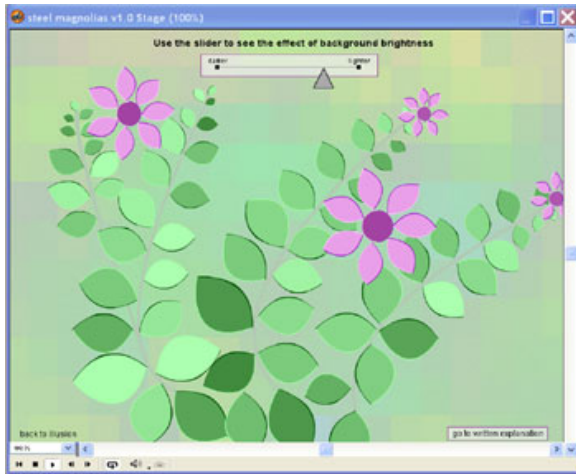 steel magnolias v1.0 Stage (100%)
Use the slider to see the effect of background brightness
darker lighter
back to illusion
go to written explanation